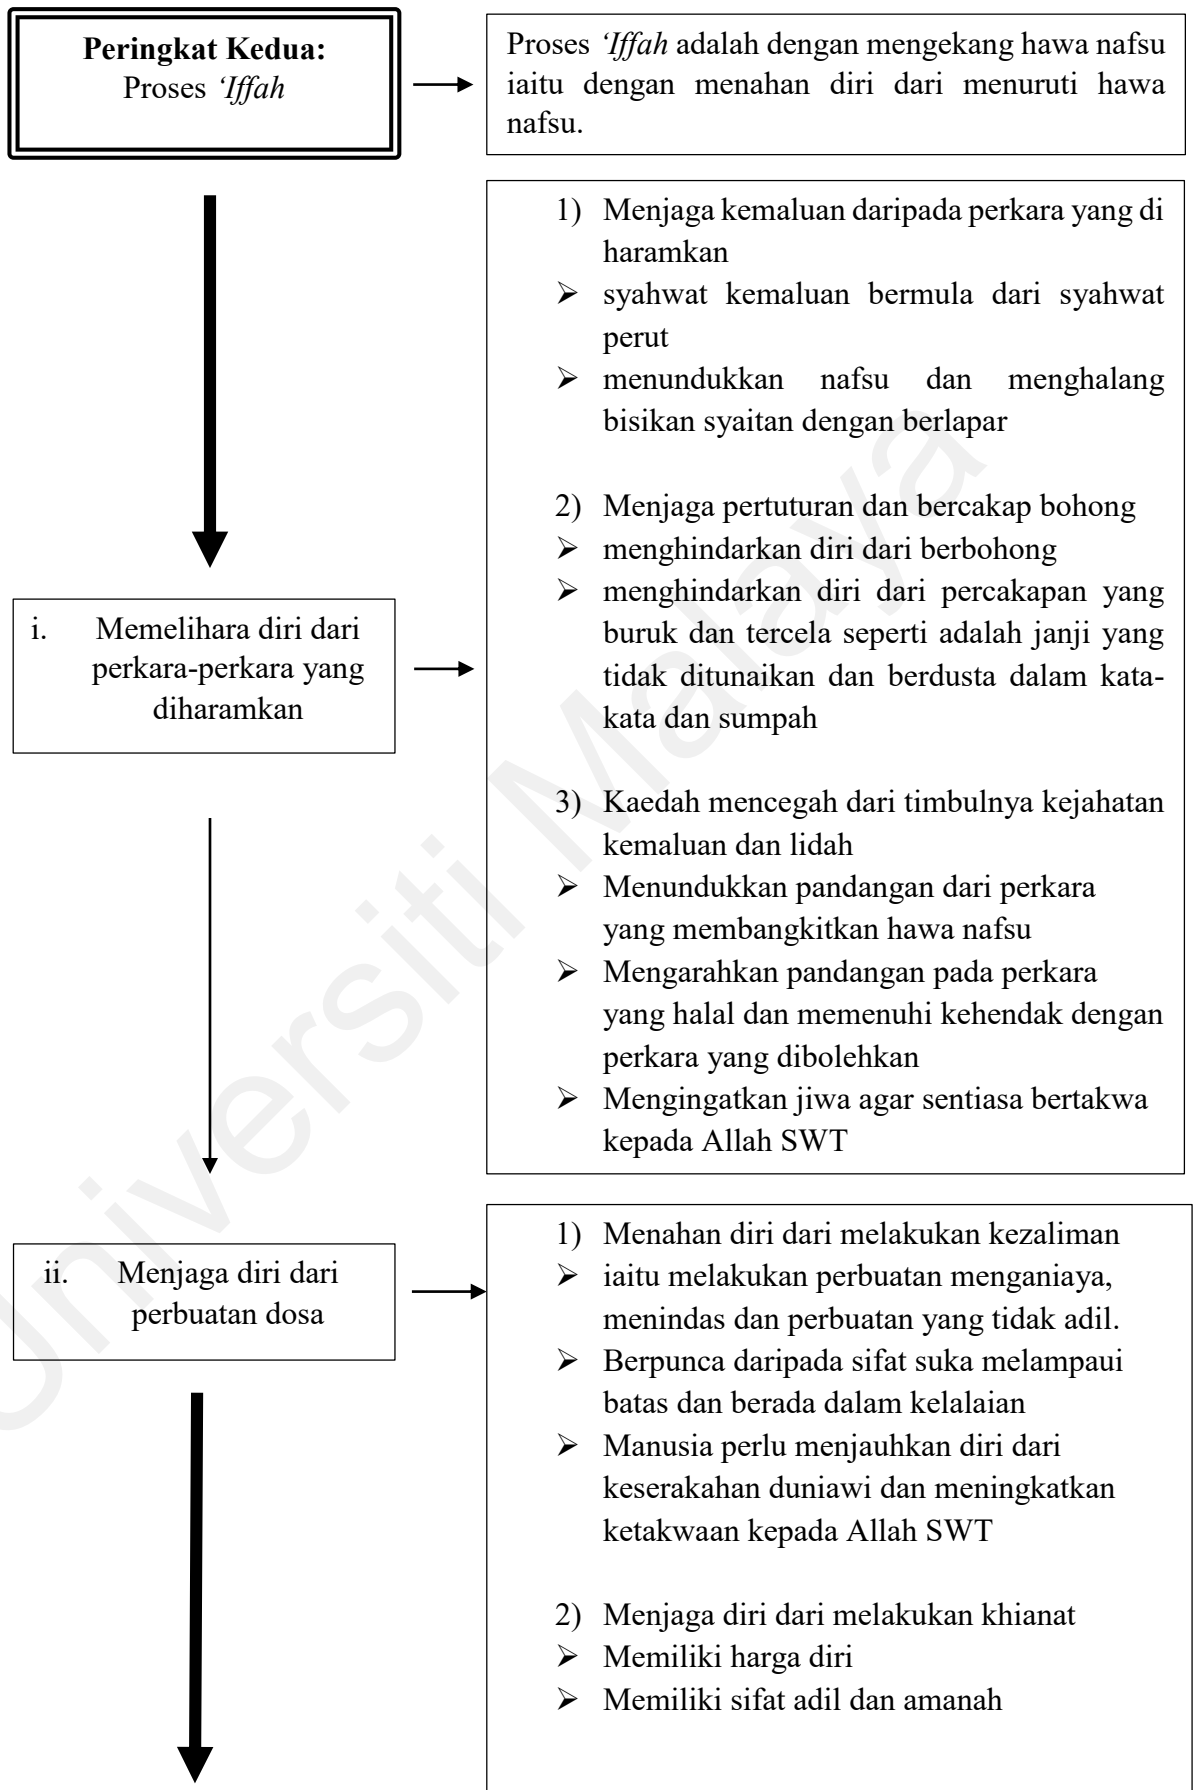 Peringkat Kedua:
Proses ‘Iffah
Proses ‘Iffah adalah dengan mengekang hawa nafsu
iaitu dengan menahan diri dari menuruti hawa
nafsu.
i. Memelihara diri dari
perkara-perkara yang
diharamkan
1) Menjaga kemaluan daripada perkara yang di
haramkan
➢ syahwat kemaluan bermula dari syahwat
perut
➢ menundukkan nafsu dan menghalang
bisikan syaitan dengan berlapar
2) Menjaga pertuturan dan bercakap bohong
➢ menghindarkan diri dari berbohong
➢ menghindarkan diri dari percakapan yang
buruk dan tercela seperti adalah janji yang
tidak ditunaikan dan berdusta dalam kata-
kata dan sumpah
3) Kaedah mencegah dari timbulnya kejahatan
kemaluan dan lidah
➢ Menundukkan pandangan dari perkara
yang membangkitkan hawa nafsu
➢ Mengarahkan pandangan pada perkara
yang halal dan memenuhi kehendak dengan
perkara yang dibolehkan
➢ Mengingatkan jiwa agar sentiasa bertakwa
kepada Allah SWT
ii. Menjaga diri dari
perbuatan dosa
1) Menahan diri dari melakukan kezaliman
➢ iaitu melakukan perbuatan menganiaya,
menindas dan perbuatan yang tidak adil.
➢ Berpunca daripada sifat suka melampaui
batas dan berada dalam kelalaian
➢ Manusia perlu menjauhkan diri dari
keserakahan duniawi dan meningkatkan
ketakwaan kepada Allah SWT
2) Menjaga diri dari melakukan khianat
➢ Memiliki harga diri
➢ Memiliki sifat adil dan amanah
Universiti Malaya